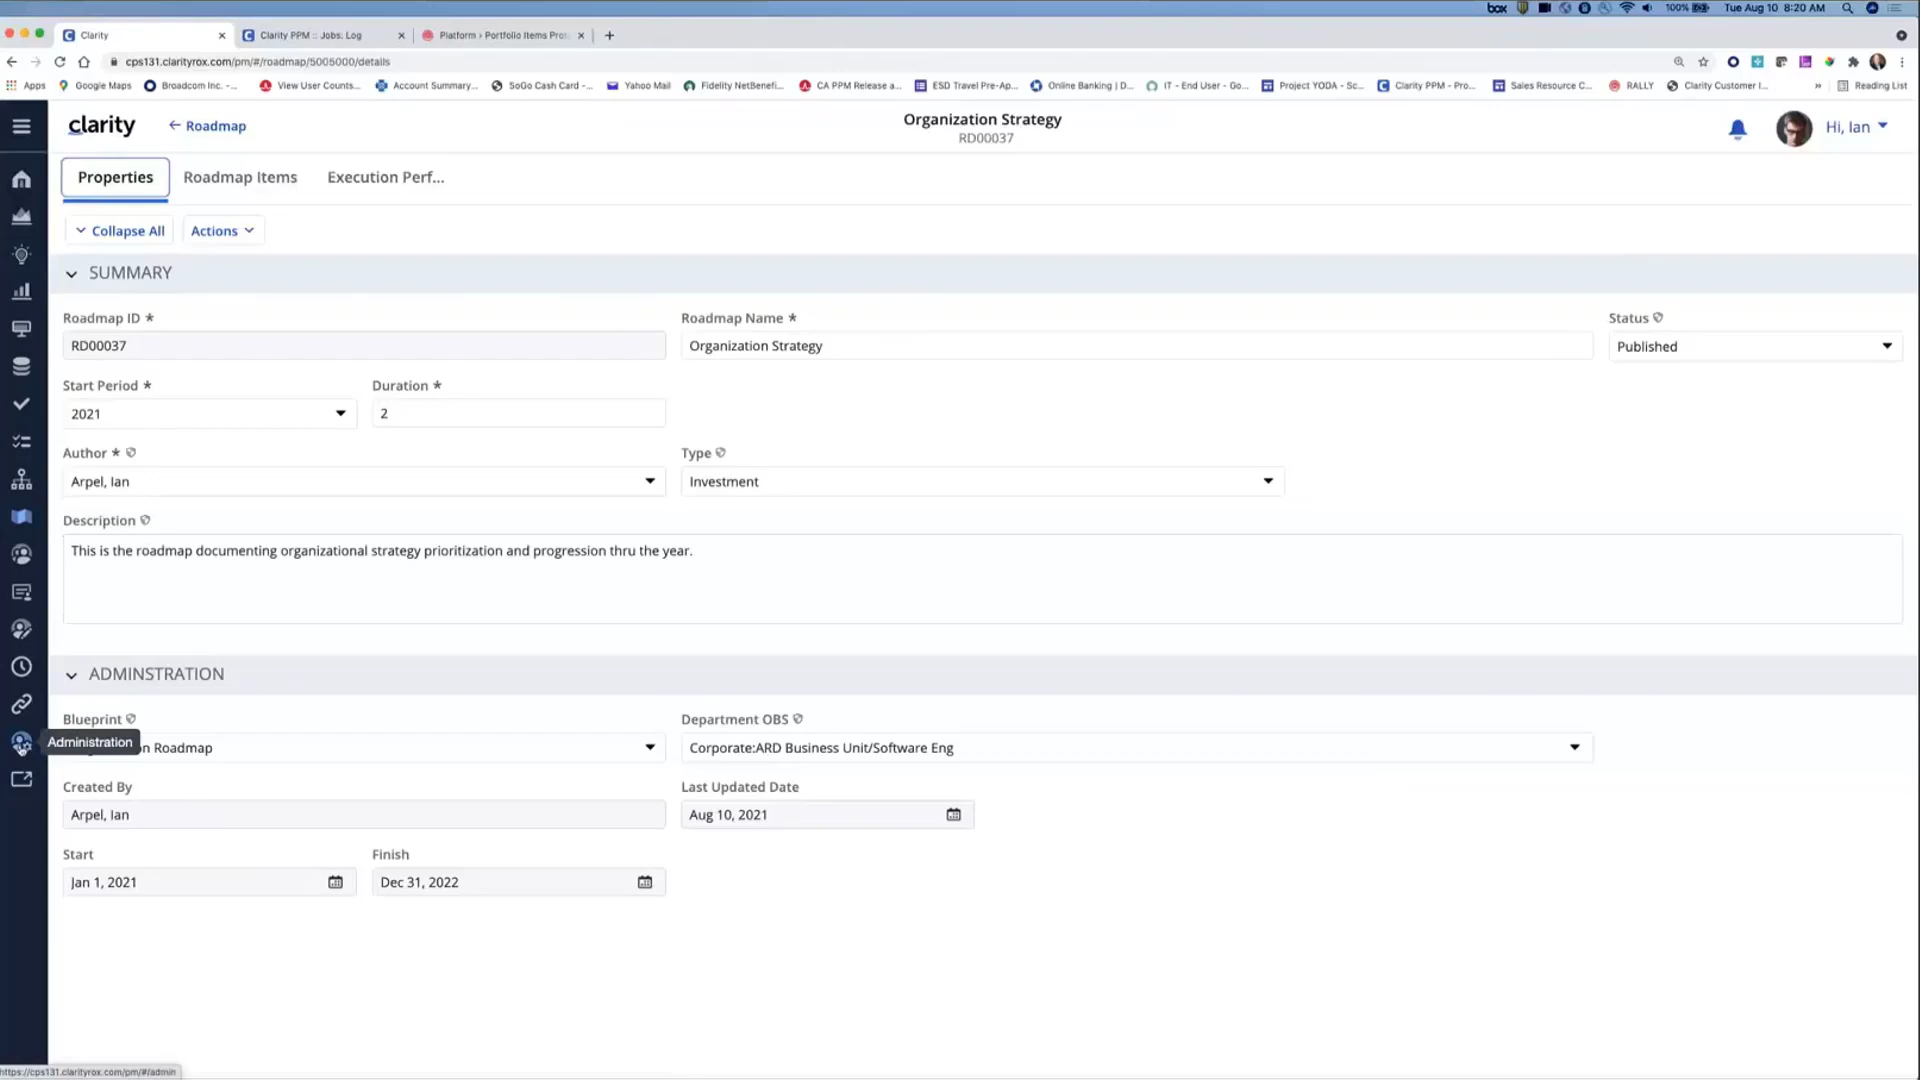 box
100%
Tue Aug 10 8:20 AM
Clarity
Clarity PPM :: Jobs: Log
Platform › Portfolio Items Pro
cps131.clarityrox.com/pm/#/roadmap/5005000/details
Apps
Google Maps
Broadcom Inc. -...
View User Counts...
Account Summary...
SoGo Cash Card -...
Yahoo Mail
Fidelity NetBenefi...
CA PPM Release a...
ESD Travel Pre-Ap...
Online Banking | D...
IT - End User - Go...
Project YODA - Sc...
Clarity PPM - Pro...
Sales Resource C...
RALLY
Clarity Customer I...
»
Reading List
clarity
← Roadmap
Organization Strategy
RD00037
Hi, Ian
Properties
Roadmap Items
Execution Perf...
Collapse All
Actions
SUMMARY
Roadmap ID *
Roadmap Name *
Status
RD00037
Organization Strategy
Published
Start Period *
Duration *
2021
2
Author *
Type
Arpel, Ian
Investment
Description
This is the roadmap documenting organizational strategy prioritization and progression thru the year.
ADMINSTRATION
Blueprint
Department OBS
Administration
n Roadmap
Corporate:ARD Business Unit/Software Eng
Created By
Last Updated Date
Arpel, Ian
Aug 10, 2021
Start
Finish
Jan 1, 2021
Dec 31, 2022
https://cps131.clarityrox.com/pm/#/admin